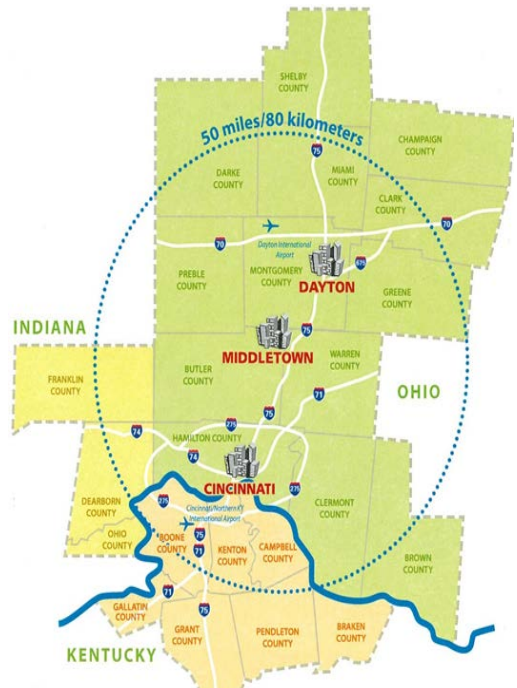 SHELBY
COUNTY
50 miles/80 kilometers
75
CHAMPAIGN
COUNTY
DARKE
COUNTY
MIAMI
COUNTY
CLARK
COUNTY
70
70
Dayton International
Airport
675
PREBLE
COUNTY
MONTGOMERY
COUNTY
DAYTON
GREENE
COUNTY
INDIANA
MIDDLETOWN
75
FRANKLIN
COUNTY
BUTLER
COUNTY
WARREN
COUNTY
OHIO
71
75
275
74
HAMILTON COUNTY
74
CINCINNATI
275
DEARBORN
COUNTY
275
Cincinnati/Northern KY
International Airport
CLERMONT
COUNTY
OHIO
COUNTY
BOONE
COUNTY
75
71
KENTON
COUNTY
CAMPBELL
COUNTY
BROWN
COUNTY
71
75
GALLATIN
COUNTY
GRANT
COUNTY
PENDLETON
COUNTY
BRAKEN
COUNTY
KENTUCKY